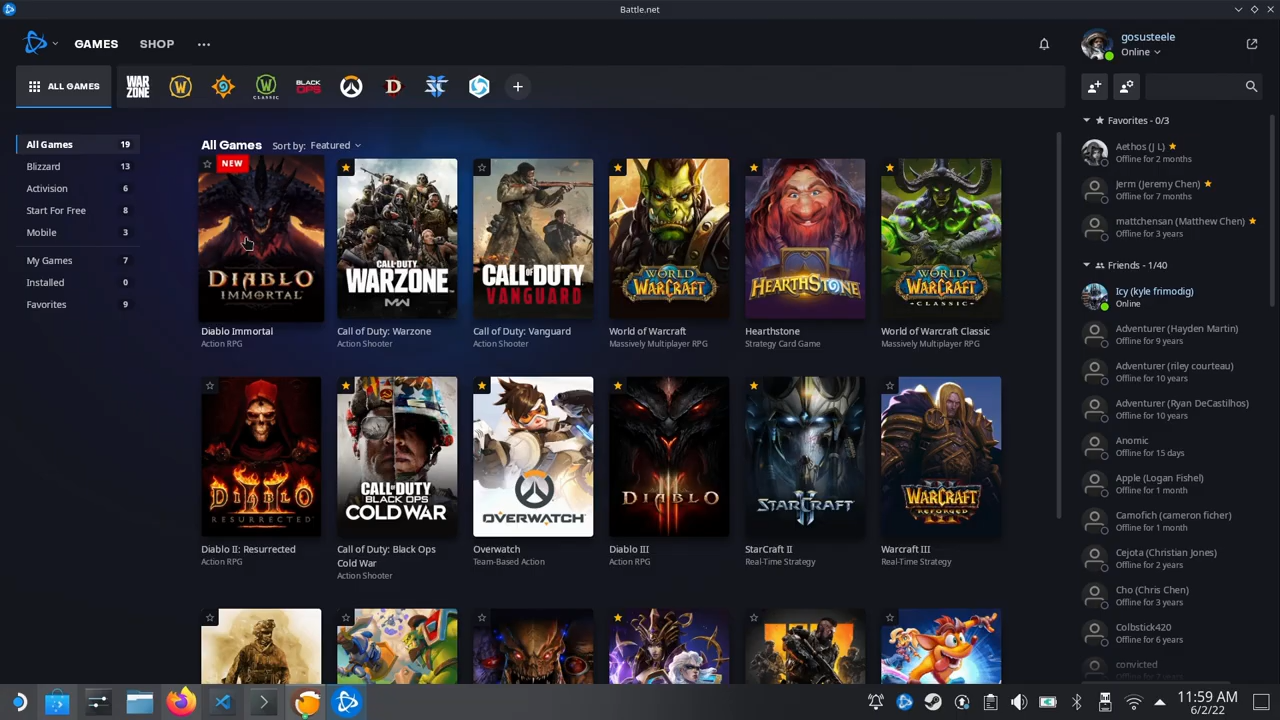 Battle.net
GAMES
SHOP
gosusteele
Online
ALL GAMES
WAR
ZONE
W
W
CLASSIC
BLACK
OPS
D
All Games 19
Blizzard 13
Activision 6
Start For Free 8
Mobile 3
My Games 7
Installed 0
Favorites 9
All Games
Sort by: Featured
NEW
DIABLO
IMMORTAL
Diablo Immortal
Action RPG
CALL OF DUTY
WARZONE
MW
Call of Duty: Warzone
Action Shooter
CALL OF DUTY
VANGUARD
Call of Duty: Vanguard
Action Shooter
WORLD
OF
WARCRAFT
World of Warcraft
Massively Multiplayer RPG
HEARTHSTONE
Hearthstone
Strategy Card Game
WORLD
OF
WARCRAFT
CLASSIC
World of Warcraft Classic
Massively Multiplayer RPG
DIABLO
II
RESURRECTED
Diablo II: Resurrected
Action RPG
CALL OF DUTY
BLACK OPS
COLD WAR
Call of Duty: Black Ops
Cold War
Action Shooter
OVERWATCH
Overwatch
Team-Based Action
DIABLO
III
Diablo III
Action RPG
STARCRAFT
II
StarCraft II
Real-Time Strategy
WARCRAFT
III
REFORGED
Warcraft III
Real-Time Strategy
Favorites - 0/3
Aethos (J L)
Offline for 2 months
Jerm (Jeremy Chen)
Offline for 7 months
mattchensan (Matthew Chen)
Offline for 3 years
Friends - 1/40
Icy (kyle frimodig)
Online
Adventurer (Hayden Martin)
Offline for 9 years
Adventurer (riley courteau)
Offline for 10 years
Adventurer (Ryan DeCastilhos)
Offline for 10 years
Anomic
Offline for 15 days
Apple (Logan Fishel)
Offline for 1 month
Camofich (cameron ficher)
Offline for 1 month
Cejota (Christian Jones)
Offline for 2 years
Cho (Chris Chen)
Offline for 3 years
Colbstick420
Offline for 6 years
convicted
11:59 AM
6/2/22